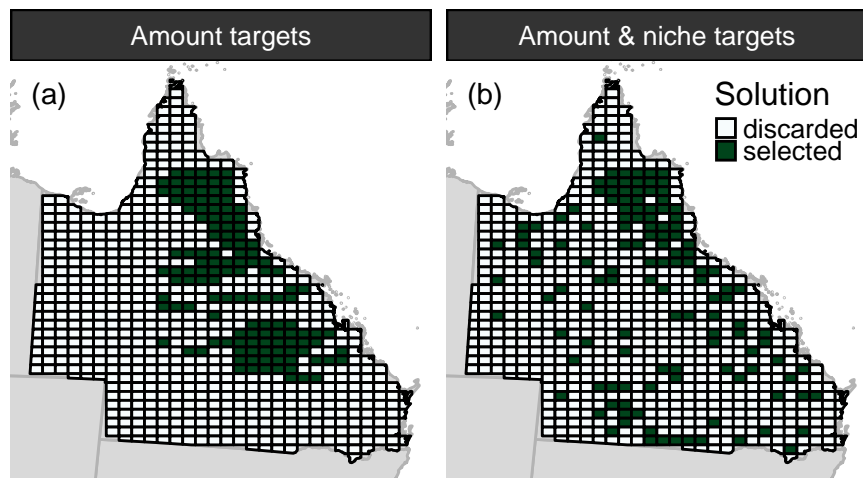 Amount targets
Amount & niche targets
(a)
(b)
Solution
discarded
selected